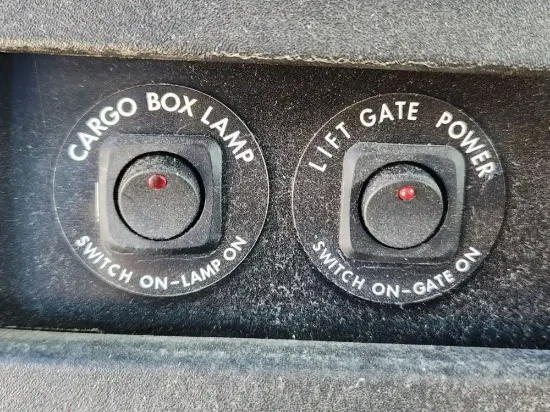 CARGO BOX LAMP
SWITCH ON-LAMP ON
LIFT GATE POWER
SWITCH ON-GATE ON